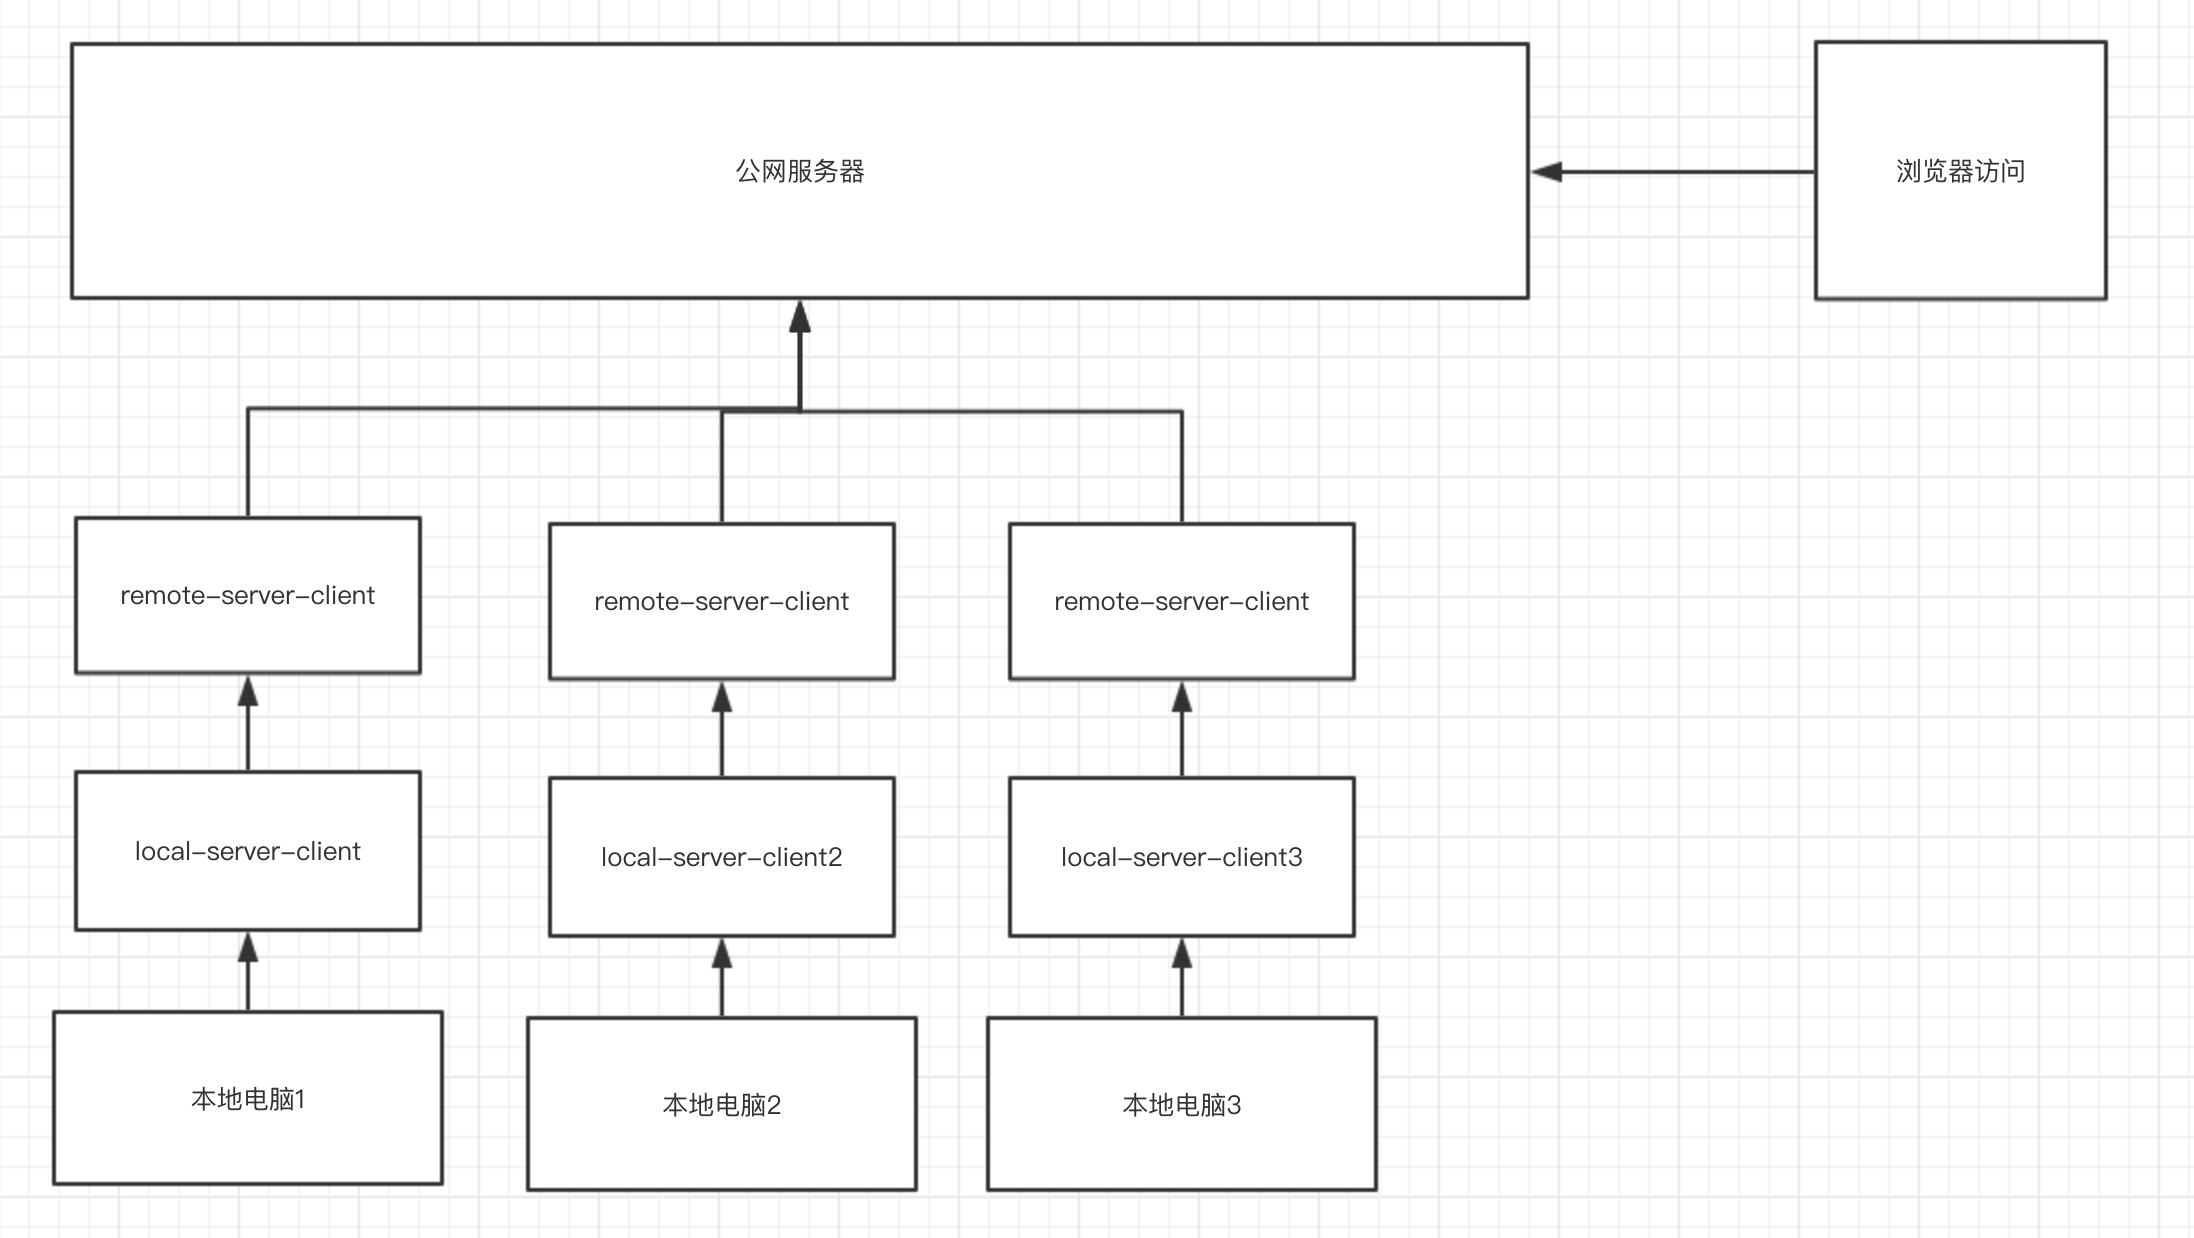 公网服务器
浏览器访问
remote-server-client
remote-server-client
remote-server-client
local-server-client
local-server-client2
local-server-client3
本地电脑1
本地电脑2
本地电脑3